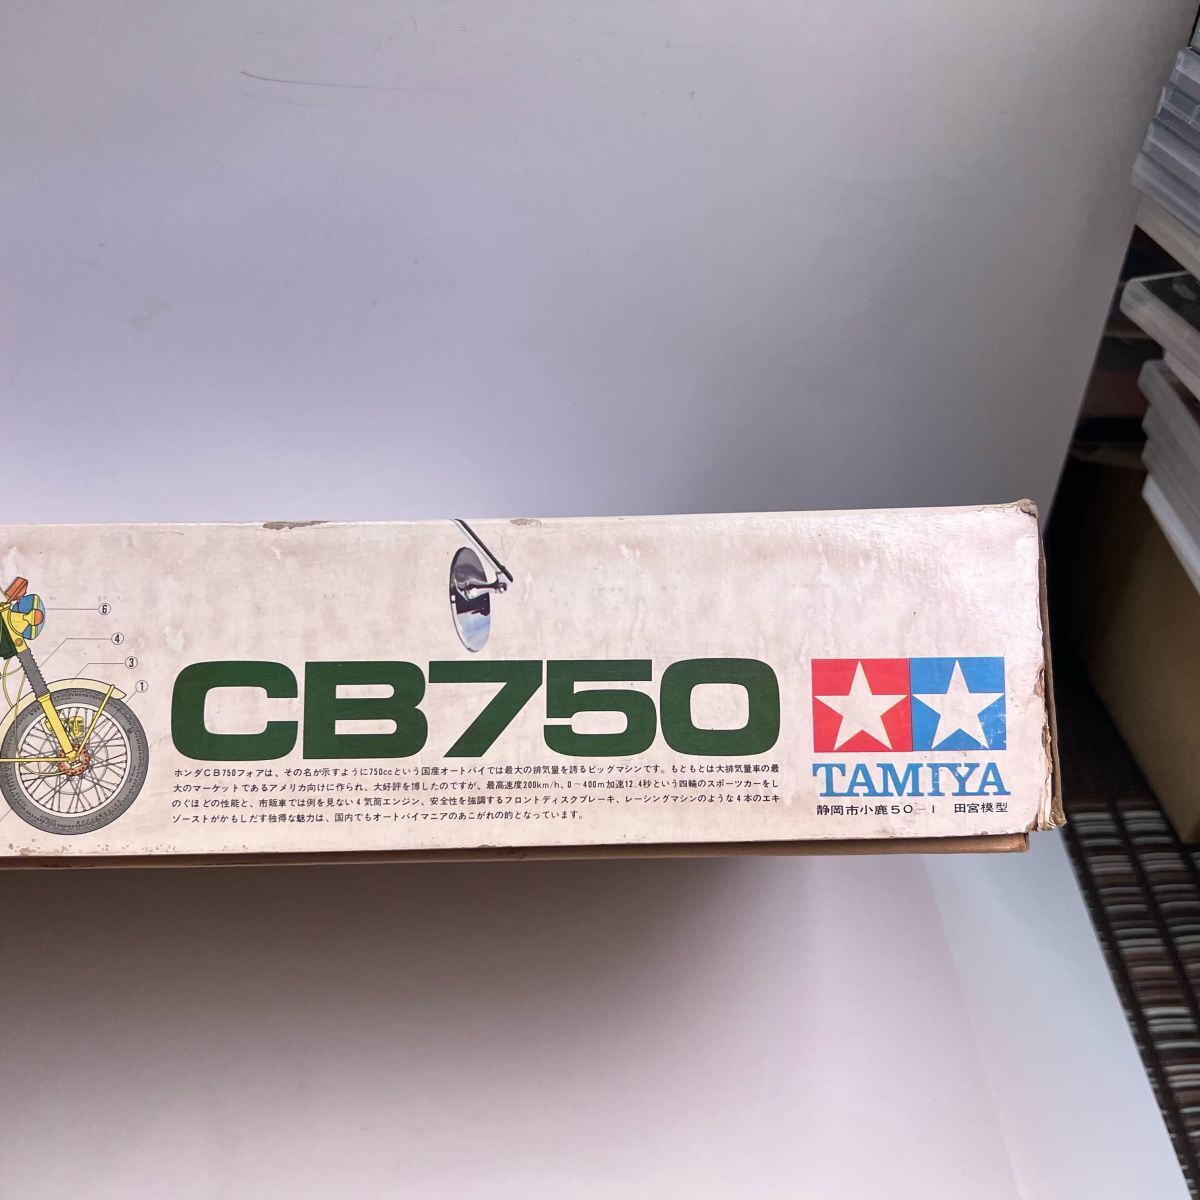 ⑥
④
③
①
CB750
ホンダCB750フォアは、その名が示すように750ccという国産オートバイでは最大の排気量を誇るビッグマシンです。もともとは大排気量車の最
大のマーケットであるアメリカ向けに作られ、大好評を博したのですが、最高速度200km/h、0−400m加速12.4秒という四輪のスポーツカーをし
のぐほどの性能と、市販車では例を見ない4気筒エンジン、安全性を強調するフロントディスクブレーキ、レーシングマシンのような4本のエキ
ゾーストがかもしだす独得な魅力は、国内でもオートバイマニアのあこがれの的となっています。
TAMIYA
静岡市小鹿50−1 田宮模型